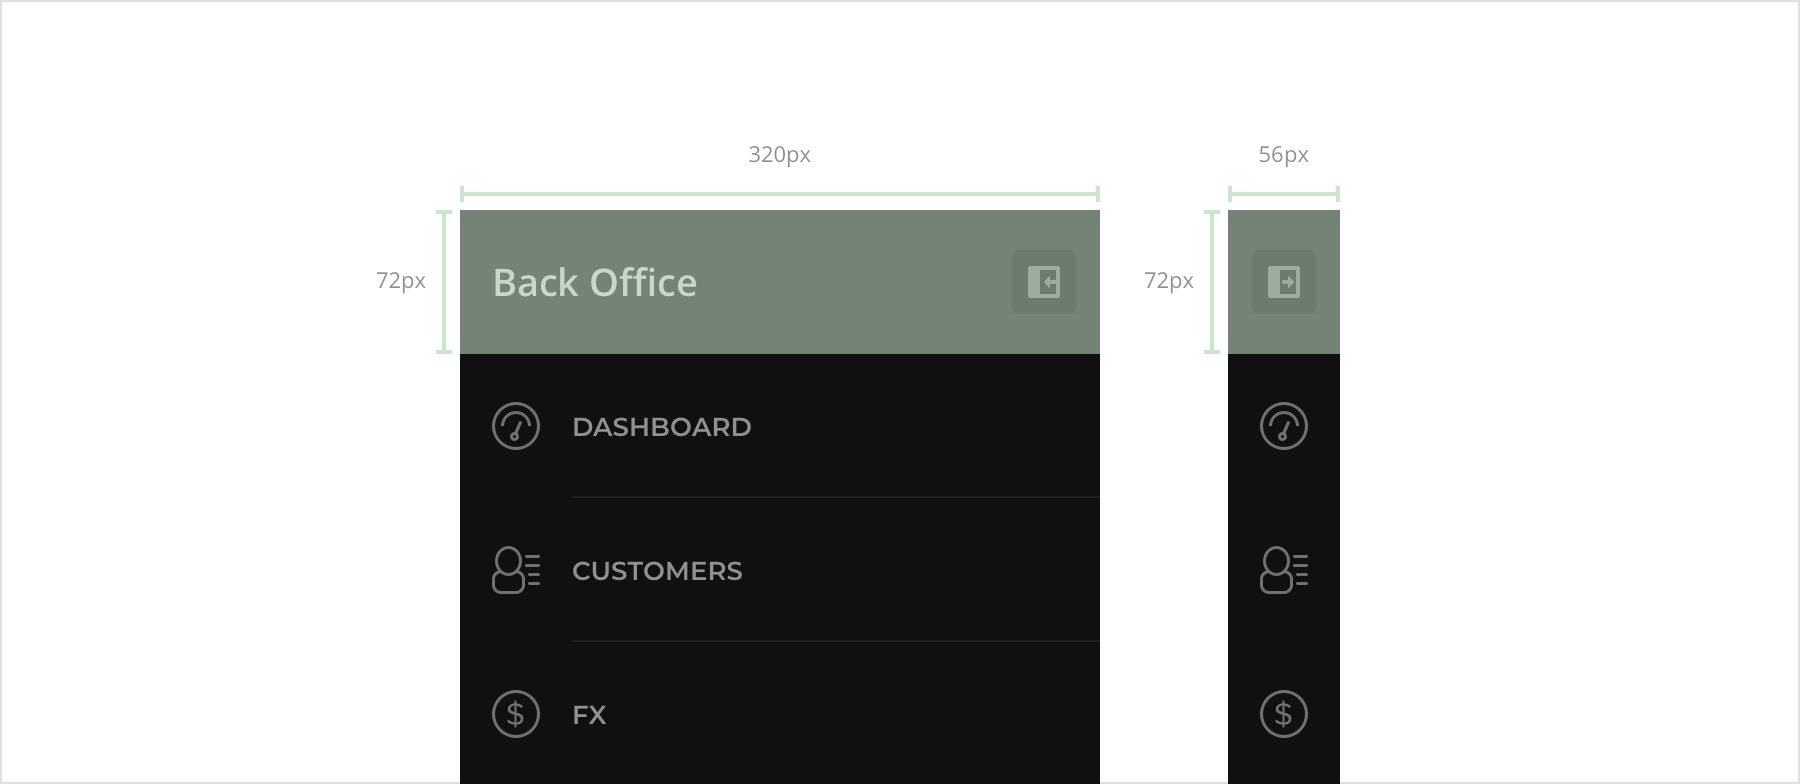 320px
56px
72px
Back Office
72px
DASHBOARD
CUSTOMERS
FX